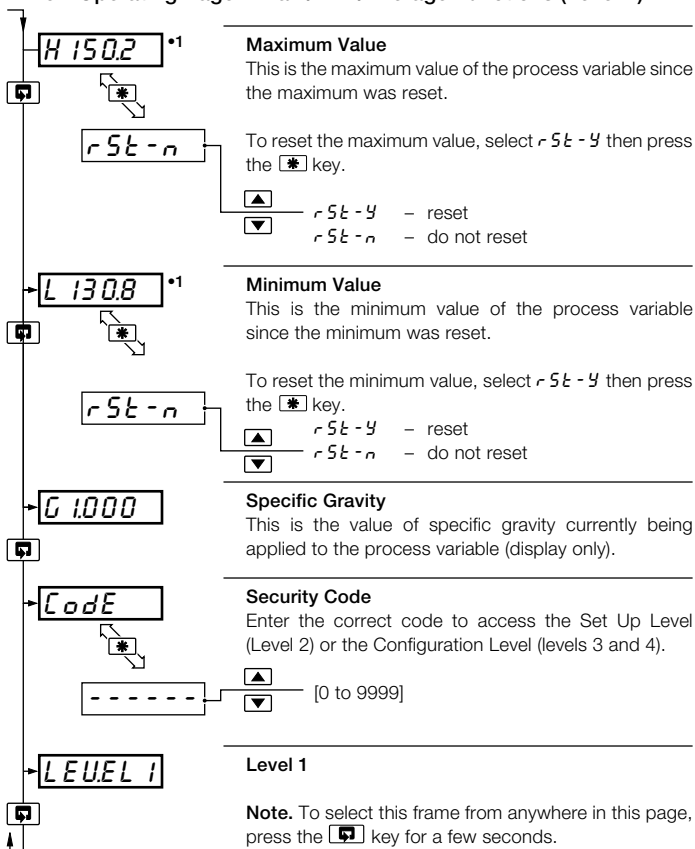 Operating Page
H 150.2 •1
Maximum Value
This is the maximum value of the process variable since
the maximum was reset.
rSt-n
To reset the maximum value, select rSt-Y then press
the * key.
rSt-Y – reset
rSt-n – do not reset
L 130.8 •1
Minimum Value
This is the minimum value of the process variable
since the minimum was reset.
rSt-n
To reset the minimum value, select rSt-Y then press
the * key.
rSt-Y – reset
rSt-n – do not reset
G 1.000
Specific Gravity
This is the value of specific gravity currently being
applied to the process variable (display only).
CodE
Security Code
Enter the correct code to access the Set Up Level
(Level 2) or the Configuration Level (levels 3 and 4).
------
[0 to 9999]
LEV.EL 1
Level 1
Note. To select this frame from anywhere in this page,
press the key for a few seconds.